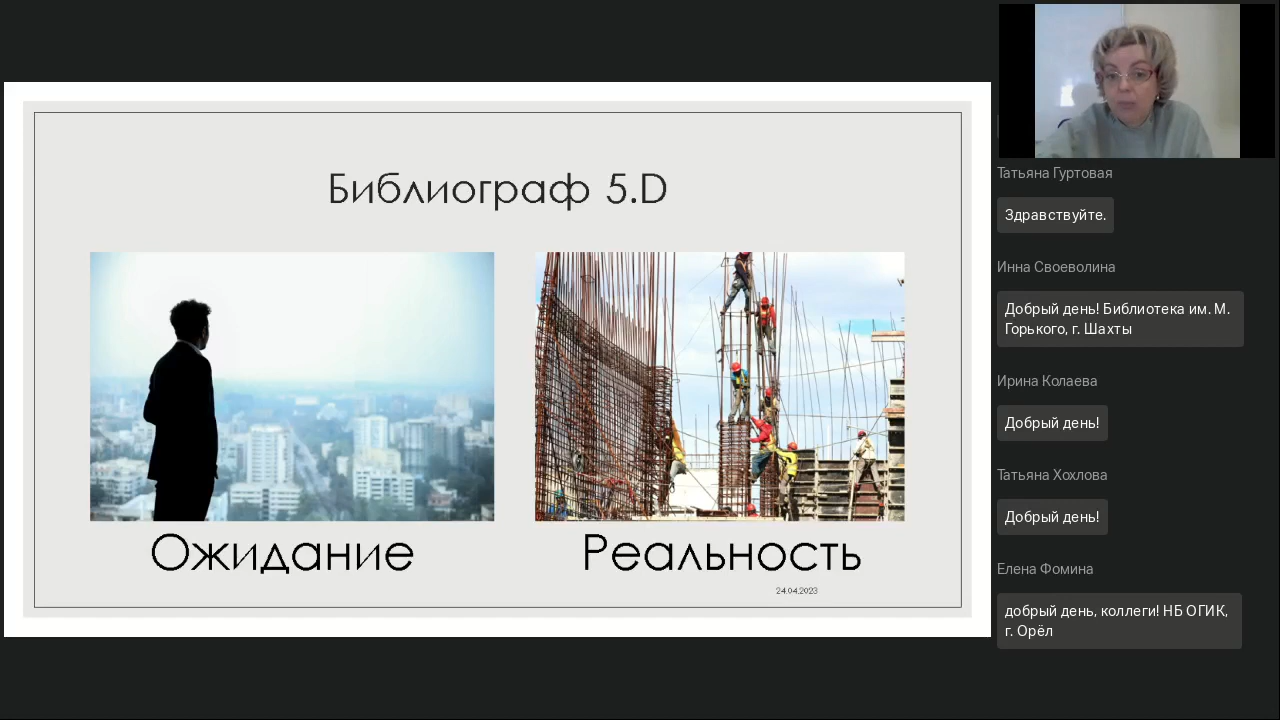 Библиограф 5.D
Ожидание
Реальность
24.04.2023
Татьяна Гуртовая
Здравствуйте.
Инна Своеволина
Добрый день! Библиотека им. М.
Горького, г. Шахты
Ирина Колаева
Добрый день!
Татьяна Хохлова
Добрый день!
Елена Фомина
добрый день, коллеги! НБ ОГИК,
г. Орёл